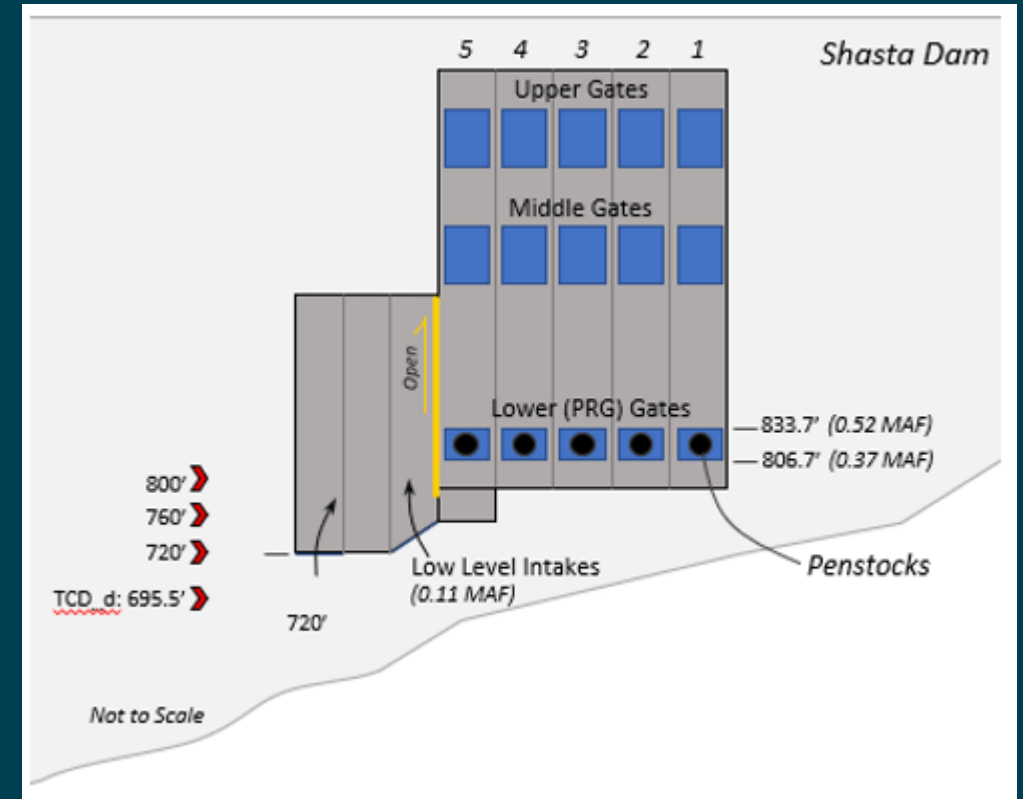 5 4 3 2 1
Shasta Dam
Upper Gates
Middle Gates
Open
Lower (PRG) Gates
833.7' (0.52 MAF)
806.7' (0.37 MAF)
800'
760'
720'
TCD_d: 695.5'
Low Level Intakes
(0.11 MAF)
Penstocks
720'
Not to Scale